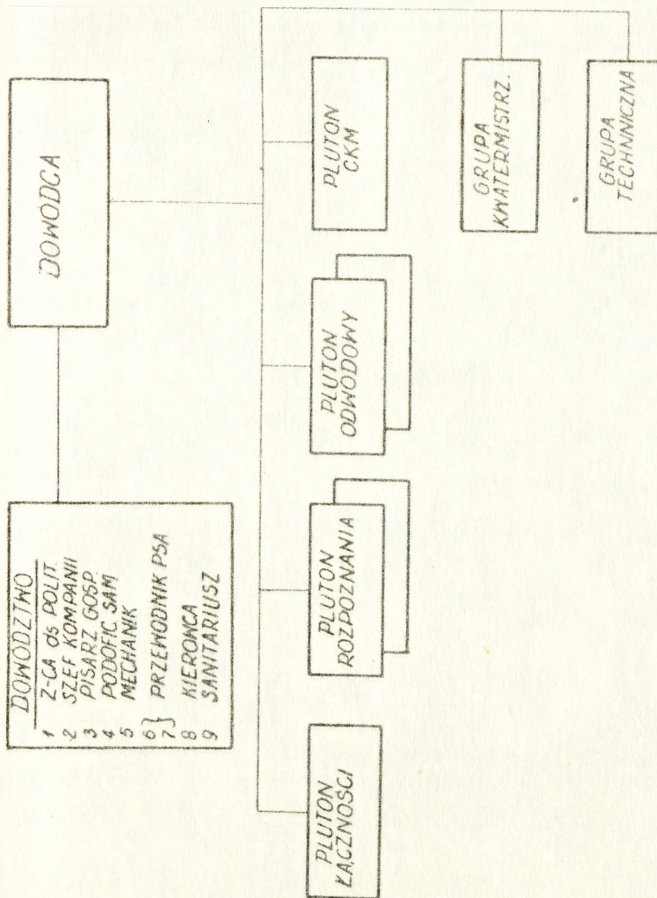 DOWÓDCA
DOWÓDZTWO
1 Z-CA ds POLIT.
2 SZEF KOMPANII
3 PISARZ GOSP.
4 PODOFIC SAM
5 MECHANIK
6}
7} PRZEWODNIK PSA
8 KIEROWCA
9 SANITARIUSZ
PLUTON
ŁĄCZNOŚCI
PLUTON
ROZPOZNANIA
PLUTON
ODWODOWY
PLUTON
CKM
GRUPA
KWATERMISTRZ.
GRUPA
TECHNNICZNA